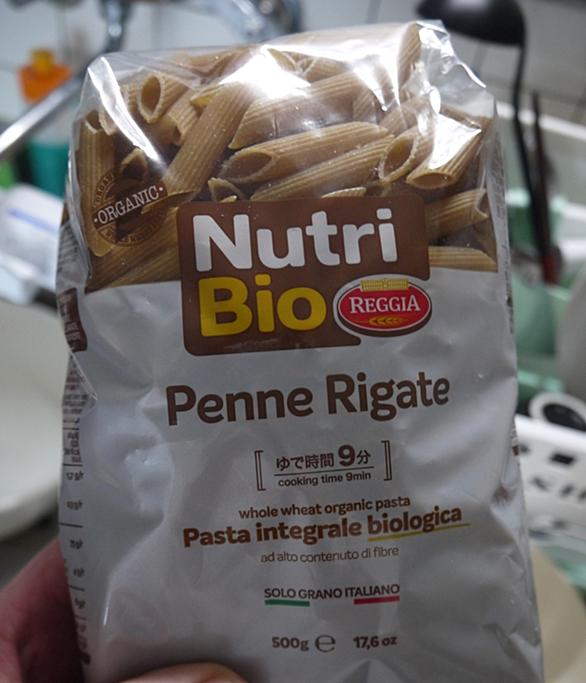 ORGANIC
Nutri
Bio
REGGIA
Penne Rigate
ゆで時間 9分
cooking time 9min
whole wheat organic pasta
Pasta integrale biologica
ad alto contenuto di fibre
SOLO GRANO ITALIANO
500g ℮ 17,6 oz